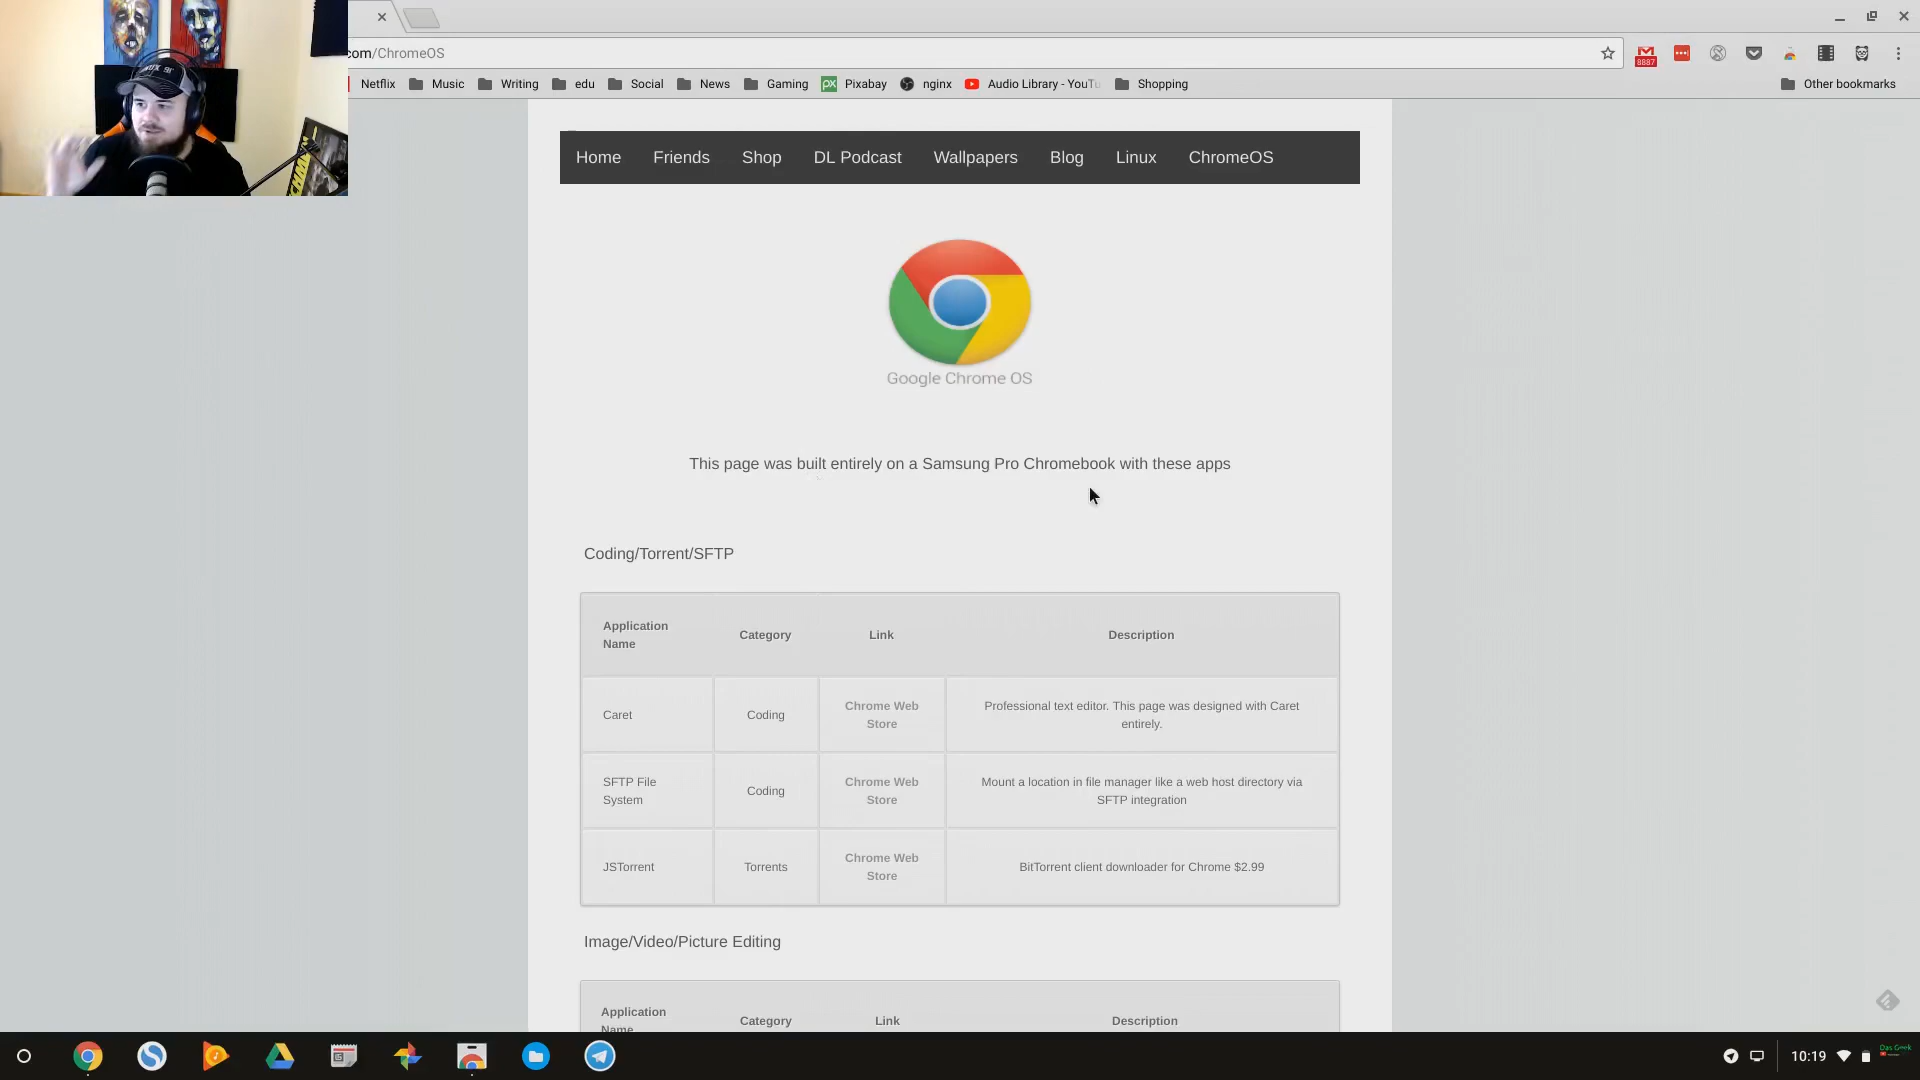 com/ChromeOS
8887
Netflix Music Writing edu Social News Gaming px Pixabay nginx Audio Library - YouTu Shopping Other bookmarks
Home Friends Shop DL Podcast Wallpapers Blog Linux ChromeOS
Google Chrome OS
This page was built entirely on a Samsung Pro Chromebook with these apps
Coding/Torrent/SFTP
Application
Name
Category
Link
Description
Caret
Coding
Chrome Web
Store
Professional text editor. This page was designed with Caret
entirely.
SFTP File
System
Coding
Chrome Web
Store
Mount a location in file manager like a web host directory via
SFTP integration
JSTorrent
Torrents
Chrome Web
Store
BitTorrent client downloader for Chrome $2.99
Image/Video/Picture Editing
Application
Name
Category
Link
Description
10:19
Das Geek